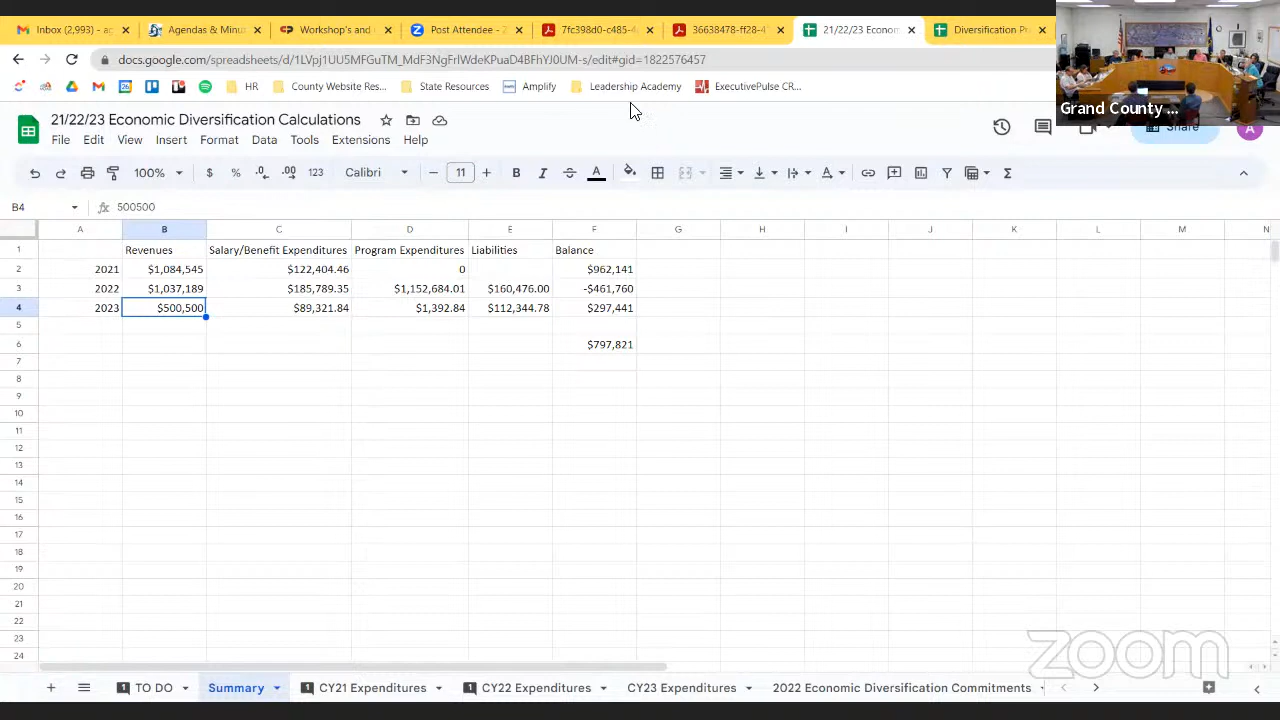 Inbox (2,993) -
Agendas & Minu
Workshop's and
Post Attendee - Z
7fc398d0-c485-4
36638478-ff28-4
21/22/23 Econom
Diversification Pr
docs.google.com/spreadsheets/d/
/edit#gid=1822576457
HR
County Website Res...
State Resources
Amplify
Leadership Academy
ExecutivePulse CR...
Grand County ...
21/22/23 Economic Diversification Calculations
Share
A
File Edit View Insert Format Data Tools Extensions Help
100% $ % .0 .00 123 Calibri − 11 + B I A Σ
B4 fx 500500
A B C D E F G H I J K L M N
1 Revenues Salary/Benefit Expenditures Program Expenditures Liabilities Balance
2 2021 $1,084,545 $122,404.46 0 $962,141
3 2022 $1,037,189 $185,789.35 $1,152,684.01 $160,476.00 -$461,760
4 2023 $500,500 $89,321.84 $1,392.84 $112,344.78 $297,441
5
6 $797,821
7
8
9
10
11
12
13
14
15
16
17
18
19
20
21
22
23
24
zoom
+ 1 TO DO Summary 1 CY21 Expenditures 1 CY22 Expenditures CY23 Expenditures 2022 Economic Diversification Commitments